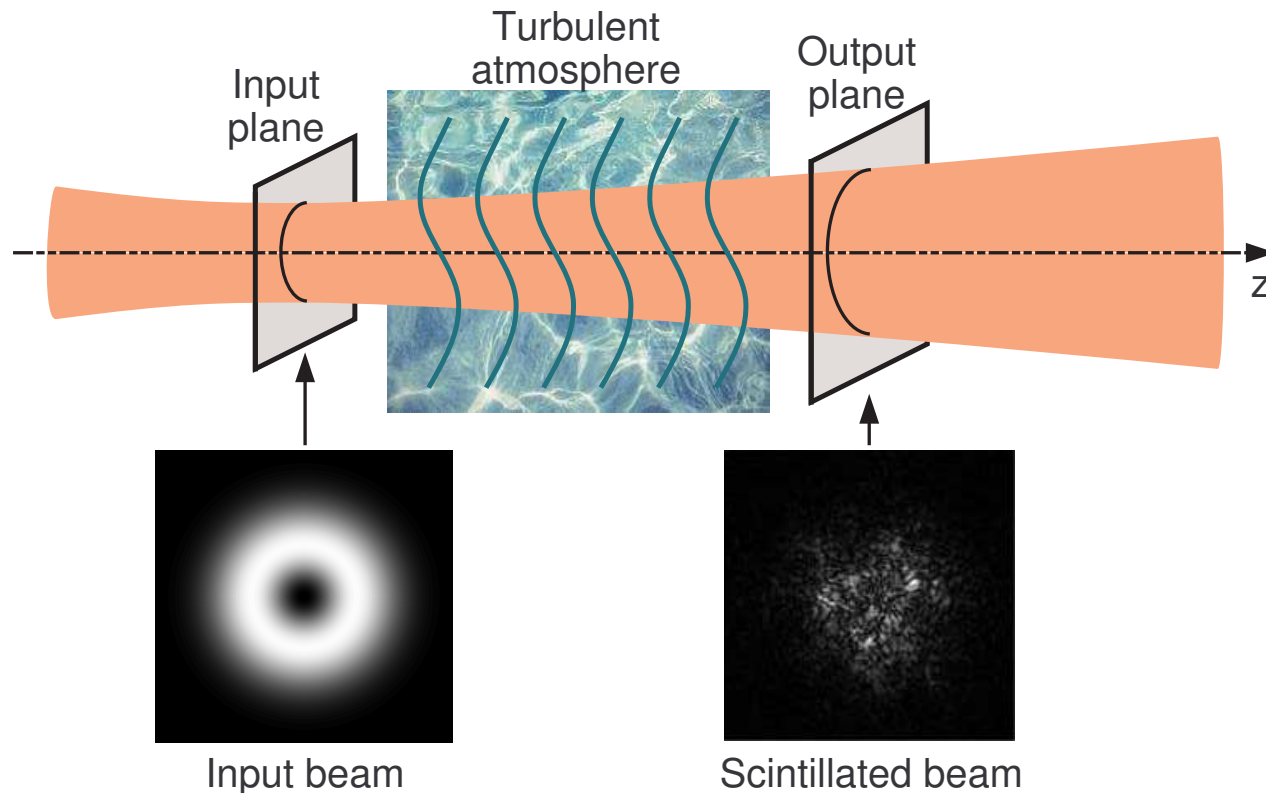 Turbulent
atmosphere
Input
plane
Output
plane
z
Input beam
Scintillated beam